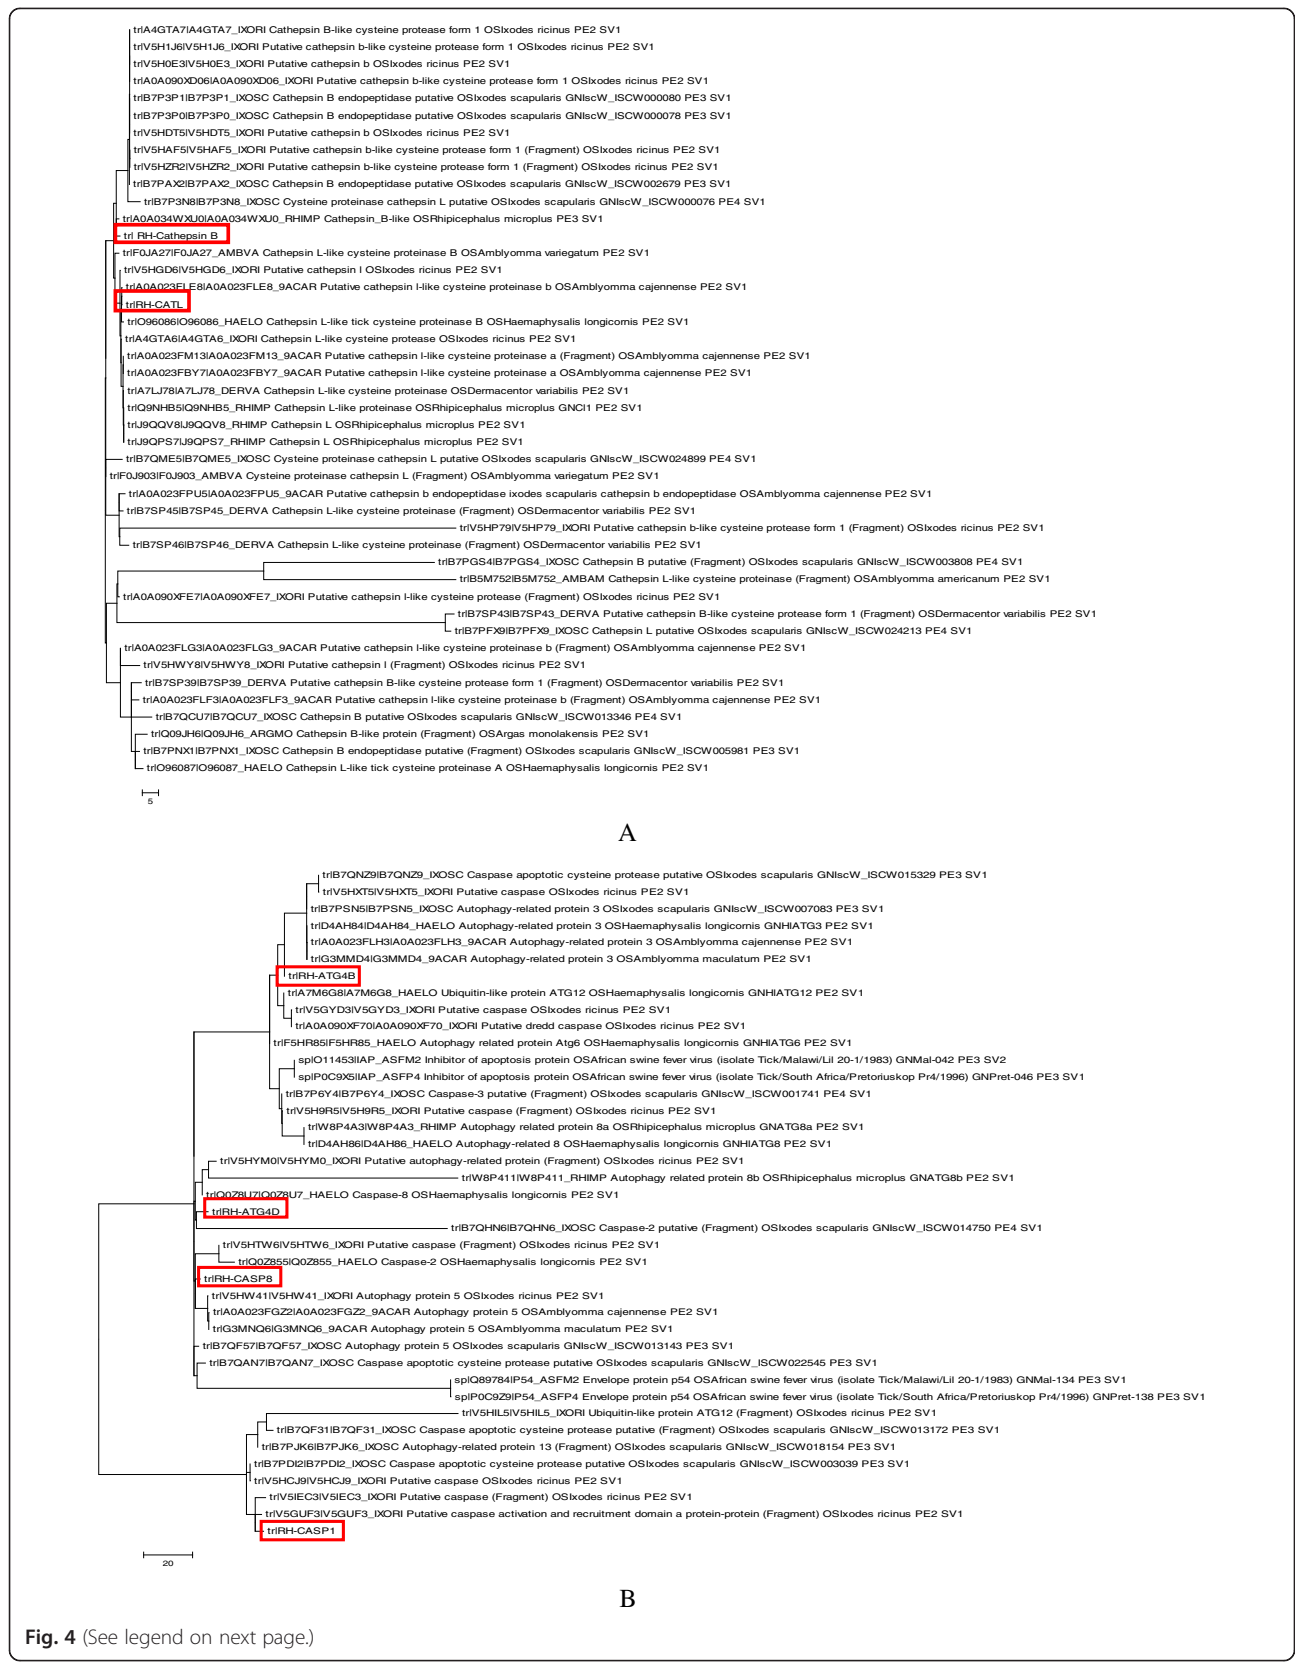 tr|A4GTA7|A4GTA7_IXORI Cathepsin B-like cysteine protease form 1 OSIxodes ricinus PE2 SV1
tr|V5H1J6|V5H1J6_IXORI Putative cathepsin b-like cysteine protease form 1 OSIxodes ricinus PE2 SV1
tr|V5H0E3|V5H0E3_IXORI Putative cathepsin b OSIxodes ricinus PE2 SV1
tr|A0A090XD06|A0A090XD06_IXORI Putative cathepsin b-like cysteine protease form 1 OSIxodes ricinus PE2 SV1
tr|B7P3P1|B7P3P1_IXOSC Cathepsin B endopeptidase putative OSIxodes scapularis GNIscW_ISCW000080 PE3 SV1
tr|B7P3P0|B7P3P0_IXOSC Cathepsin B endopeptidase putative OSIxodes scapularis GNIscW_ISCW000078 PE3 SV1
tr|V5HDT5|V5HDT5_IXORI Putative cathepsin b OSIxodes ricinus PE2 SV1
tr|V5HAF5|V5HAF5_IXORI Putative cathepsin b-like cysteine protease form 1 (Fragment) OSIxodes ricinus PE2 SV1
tr|V5HZR2|V5HZR2_IXORI Putative cathepsin b-like cysteine protease form 1 (Fragment) OSIxodes ricinus PE2 SV1
tr|B7PAX2|B7PAX2_IXOSC Cathepsin B endopeptidase putative OSIxodes scapularis GNIscW_ISCW002679 PE3 SV1
tr|B7P3N8|B7P3N8_IXOSC Cysteine proteinase cathepsin L putative OSIxodes scapularis GNIscW_ISCW000076 PE4 SV1
tr|A0A034WXU0|A0A034WXU0_RHIMP Cathepsin_B-like OSRhipicephalus microplus PE3 SV1
tr| RH-Cathepsin B
tr|F0JA27|F0JA27_AMBVA Cathepsin L-like cysteine proteinase B OSAmblyomma variegatum PE2 SV1
tr|V5HGD6|V5HGD6_IXORI Putative cathepsin l OSIxodes ricinus PE2 SV1
tr|A0A023FLE8|A0A023FLE8_9ACAR Putative cathepsin l-like cysteine proteinase b OSAmblyomma cajennense PE2 SV1
tr|RH-CATL
tr|O96086|O96086_HAELO Cathepsin L-like tick cysteine proteinase B OSHaemaphysalis longicornis PE2 SV1
tr|A4GTA6|A4GTA6_IXORI Cathepsin L-like cysteine protease OSIxodes ricinus PE2 SV1
tr|A0A023FM13|A0A023FM13_9ACAR Putative cathepsin l-like cysteine proteinase a (Fragment) OSAmblyomma cajennense PE2 SV1
tr|A0A023FBY7|A0A023FBY7_9ACAR Putative cathepsin l-like cysteine proteinase a OSAmblyomma cajennense PE2 SV1
tr|A7LJ78|A7LJ78_DERVA Cathepsin L-like cysteine proteinase OSDermacentor variabilis PE2 SV1
tr|Q9NHB5|Q9NHB5_RHIMP Cathepsin L-like proteinase OSRhipicephalus microplus GNCl1 PE2 SV1
tr|J9QQV8|J9QQV8_RHIMP Cathepsin L OSRhipicephalus microplus PE2 SV1
tr|J9QPS7|J9QPS7_RHIMP Cathepsin L OSRhipicephalus microplus PE2 SV1
tr|B7QME5|B7QME5_IXOSC Cysteine proteinase cathepsin L putative OSIxodes scapularis GNIscW_ISCW024899 PE4 SV1
tr|F0J903|F0J903_AMBVA Cysteine proteinase cathepsin L (Fragment) OSAmblyomma variegatum PE2 SV1
tr|A0A023FPU5|A0A023FPU5_9ACAR Putative cathepsin b endopeptidase ixodes scapularis cathepsin b endopeptidase OSAmblyomma cajennense PE2 SV1
tr|B7SP45|B7SP45_DERVA Cathepsin L-like cysteine proteinase (Fragment) OSDermacentor variabilis PE2 SV1
tr|V5HP79|V5HP79_IXORI Putative cathepsin b-like cysteine protease form 1 (Fragment) OSIxodes ricinus PE2 SV1
tr|B7SP46|B7SP46_DERVA Cathepsin L-like cysteine proteinase (Fragment) OSDermacentor variabilis PE2 SV1
tr|B7PGS4|B7PGS4_IXOSC Cathepsin B putative (Fragment) OSIxodes scapularis GNIscW_ISCW003808 PE4 SV1
tr|B5M752|B5M752_AMBAM Cathepsin L-like cysteine proteinase (Fragment) OSAmblyomma americanum PE2 SV1
tr|A0A090XFE7|A0A090XFE7_IXORI Putative cathepsin l-like cysteine protease (Fragment) OSIxodes ricinus PE2 SV1
tr|B7SP43|B7SP43_DERVA Putative cathepsin B-like cysteine protease form 1 (Fragment) OSDermacentor variabilis PE2 SV1
tr|B7PFX9|B7PFX9_IXOSC Cathepsin L putative OSIxodes scapularis GNIscW_ISCW024213 PE4 SV1
tr|A0A023FLG3|A0A023FLG3_9ACAR Putative cathepsin l-like cysteine proteinase b (Fragment) OSAmblyomma cajennense PE2 SV1
tr|V5HWY8|V5HWY8_IXORI Putative cathepsin l (Fragment) OSIxodes ricinus PE2 SV1
tr|B7SP39|B7SP39_DERVA Putative cathepsin B-like cysteine protease form 1 (Fragment) OSDermacentor variabilis PE2 SV1
tr|A0A023FLF3|A0A023FLF3_9ACAR Putative cathepsin l-like cysteine proteinase b (Fragment) OSAmblyomma cajennense PE2 SV1
tr|B7QCU7|B7QCU7_IXOSC Cathepsin B putative OSIxodes scapularis GNIscW_ISCW013346 PE4 SV1
tr|Q09JH6|Q09JH6_ARGMO Cathepsin B-like protein (Fragment) OSArgas monolakensis PE2 SV1
tr|B7PNX1|B7PNX1_IXOSC Cathepsin B endopeptidase putative (Fragment) OSIxodes scapularis GNIscW_ISCW005981 PE3 SV1
tr|O96087|O96087_HAELO Cathepsin L-like tick cysteine proteinase A OSHaemaphysalis longicornis PE2 SV1
5
A
tr|B7QNZ9|B7QNZ9_IXOSC Caspase apoptotic cysteine protease putative OSIxodes scapularis GNIscW_ISCW015329 PE3 SV1
tr|V5HXT5|V5HXT5_IXORI Putative caspase OSIxodes ricinus PE2 SV1
tr|B7PSN5|B7PSN5_IXOSC Autophagy-related protein 3 OSIxodes scapularis GNIscW_ISCW007083 PE3 SV1
tr|D4AH84|D4AH84_HAELO Autophagy-related protein 3 OSHaemaphysalis longicornis GNHlATG3 PE2 SV1
tr|A0A023FLH3|A0A023FLH3_9ACAR Autophagy-related protein 3 OSAmblyomma cajennense PE2 SV1
tr|G3MMD4|G3MMD4_9ACAR Autophagy-related protein 3 OSAmblyomma maculatum PE2 SV1
tr|RH-ATG4B
tr|A7M6G8|A7M6G8_HAELO Ubiquitin-like protein ATG12 OSHaemaphysalis longicornis GNHlATG12 PE2 SV1
tr|V5GYD3|V5GYD3_IXORI Putative caspase OSIxodes ricinus PE2 SV1
tr|A0A090XF70|A0A090XF70_IXORI Putative dredd caspase OSIxodes ricinus PE2 SV1
tr|F5HR85|F5HR85_HAELO Autophagy related protein Atg6 OSHaemaphysalis longicornis GNHlATG6 PE2 SV1
sp|O11453|IAP_ASFM2 Inhibitor of apoptosis protein OSAfrican swine fever virus (isolate Tick/Malawi/Lil 20-1/1983) GNMal-042 PE3 SV2
sp|P0C9X5|IAP_ASFP4 Inhibitor of apoptosis protein OSAfrican swine fever virus (isolate Tick/South Africa/Pretoriuskop Pr4/1996) GNPret-046 PE3 SV1
tr|B7P6Y4|B7P6Y4_IXOSC Caspase-3 putative (Fragment) OSIxodes scapularis GNIscW_ISCW001741 PE4 SV1
tr|V5H9R5|V5H9R5_IXORI Putative caspase (Fragment) OSIxodes ricinus PE2 SV1
tr|W8P4A3|W8P4A3_RHIMP Autophagy related protein 8a OSRhipicephalus microplus GNATG8a PE2 SV1
tr|D4AH86|D4AH86_HAELO Autophagy-related 8 OSHaemaphysalis longicornis GNHlATG8 PE2 SV1
tr|V5HYM0|V5HYM0_IXORI Putative autophagy-related protein (Fragment) OSIxodes ricinus PE2 SV1
tr|W8P411|W8P411_RHIMP Autophagy related protein 8b OSRhipicephalus microplus GNATG8b PE2 SV1
tr|Q0Z8U7|Q0Z8U7_HAELO Caspase-8 OSHaemaphysalis longicornis PE2 SV1
tr|RH-ATG4D
tr|B7QHN6|B7QHN6_IXOSC Caspase-2 putative (Fragment) OSIxodes scapularis GNIscW_ISCW014750 PE4 SV1
tr|V5HTW6|V5HTW6_IXORI Putative caspase (Fragment) OSIxodes ricinus PE2 SV1
tr|Q0Z855|Q0Z855_HAELO Caspase-2 OSHaemaphysalis longicornis PE2 SV1
tr|RH-CASP8
tr|V5HW41|V5HW41_IXORI Autophagy protein 5 OSIxodes ricinus PE2 SV1
tr|A0A023FGZ2|A0A023FGZ2_9ACAR Autophagy protein 5 OSAmblyomma cajennense PE2 SV1
tr|G3MNQ6|G3MNQ6_9ACAR Autophagy protein 5 OSAmblyomma maculatum PE2 SV1
tr|B7QF57|B7QF57_IXOSC Autophagy protein 5 OSIxodes scapularis GNIscW_ISCW013143 PE3 SV1
tr|B7QAN7|B7QAN7_IXOSC Caspase apoptotic cysteine protease putative OSIxodes scapularis GNIscW_ISCW022545 PE3 SV1
sp|Q89784|P54_ASFM2 Envelope protein p54 OSAfrican swine fever virus (isolate Tick/Malawi/Lil 20-1/1983) GNMal-134 PE3 SV1
sp|P0C9Z9|P54_ASFP4 Envelope protein p54 OSAfrican swine fever virus (isolate Tick/South Africa/Pretoriuskop Pr4/1996) GNPret-138 PE3 SV1
tr|V5HIL5|V5HIL5_IXORI Ubiquitin-like protein ATG12 (Fragment) OSIxodes ricinus PE2 SV1
tr|B7QF31|B7QF31_IXOSC Caspase apoptotic cysteine protease putative (Fragment) OSIxodes scapularis GNIscW_ISCW013172 PE3 SV1
tr|B7PJK6|B7PJK6_IXOSC Autophagy-related protein 13 (Fragment) OSIxodes scapularis GNIscW_ISCW018154 PE3 SV1
tr|B7PDI2|B7PDI2_IXOSC Caspase apoptotic cysteine protease putative OSIxodes scapularis GNIscW_ISCW003039 PE3 SV1
tr|V5HCJ9|V5HCJ9_IXORI Putative caspase OSIxodes ricinus PE2 SV1
tr|V5IEC3|V5IEC3_IXORI Putative caspase (Fragment) OSIxodes ricinus PE2 SV1
tr|V5GUF3|V5GUF3_IXORI Putative caspase activation and recruitment domain a protein-protein (Fragment) OSIxodes ricinus PE2 SV1
tr|RH-CASP1
20
B
Fig. 4 (See legend on next page.)